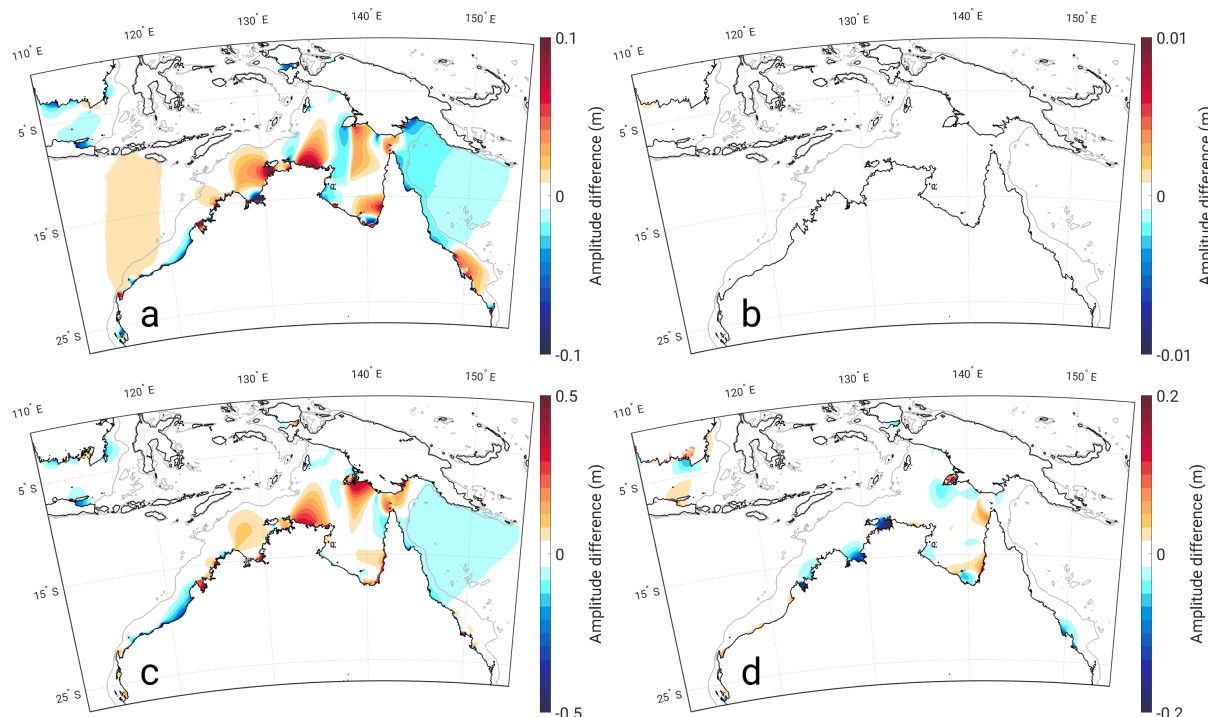 110° E 120° E 130° E 140° E 150° E
5° S
15° S
25° S
a
0.1
0
-0.1
Amplitude difference (m)
110° E 120° E 130° E 140° E 150° E
5° S
15° S
25° S
b
0.01
0
-0.01
Amplitude difference (m)
110° E 120° E 130° E 140° E 150° E
5° S
15° S
25° S
c
0.5
0
-0.5
Amplitude difference (m)
110° E 120° E 130° E 140° E 150° E
5° S
15° S
25° S
d
0.2
0
-0.2
Amplitude difference (m)